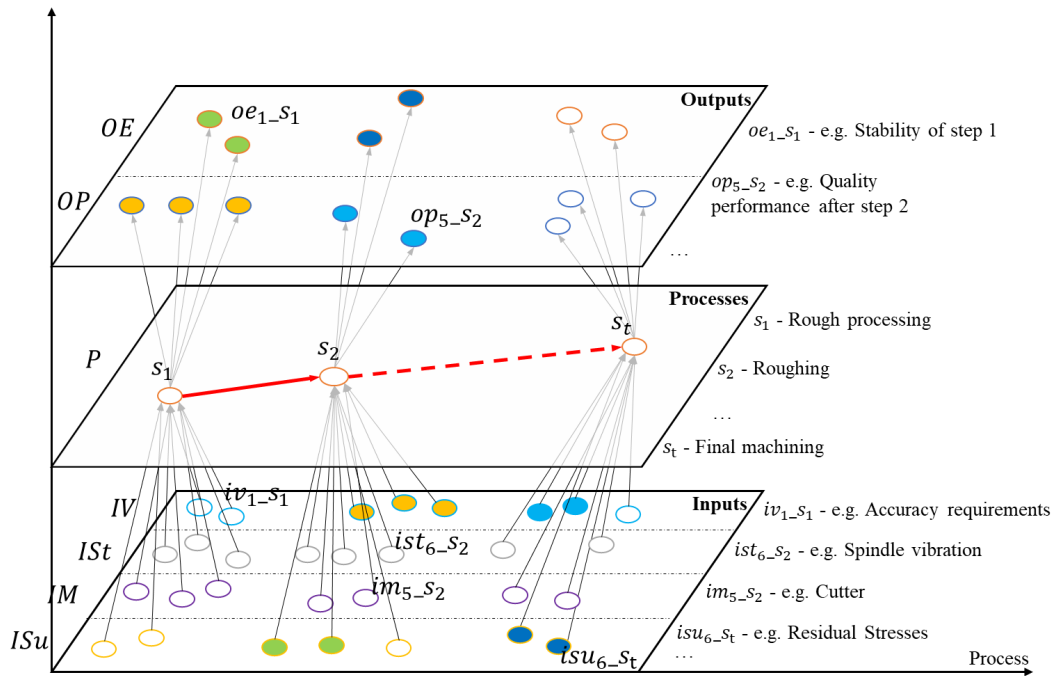 Outputs
OE
oe₁_s₁
oe₁_s₁ - e.g. Stability of step 1
OP
op₅_s₂
op₅_s₂ - e.g. Quality
performance after step 2
...
Processes
P
s₁
s₂
sₜ
s₁ - Rough processing
s₂ - Roughing
...
sₜ - Final machining
Inputs
IV
iv₁_s₁
iv₁_s₁ - e.g. Accuracy requirements
ISt
ist₆_s₂
ist₆_s₂ - e.g. Spindle vibration
IM
im₅_s₂
im₅_s₂ - e.g. Cutter
ISu
isu₆_sₜ
isu₆_sₜ - e.g. Residual Stresses
...
Process